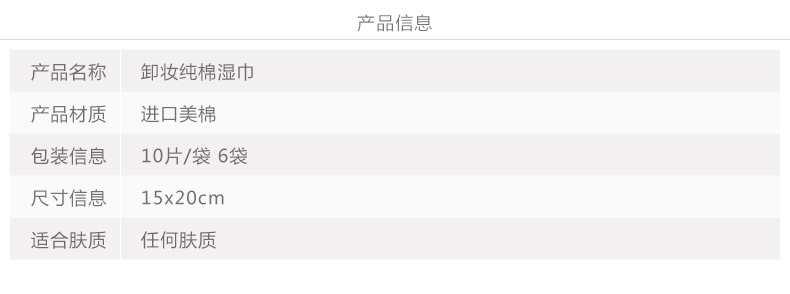 产品信息
产品名称 卸妆纯棉湿巾
产品材质 进口美棉
包装信息 10片/袋 6袋
尺寸信息 15x20cm
适合肤质 任何肤质